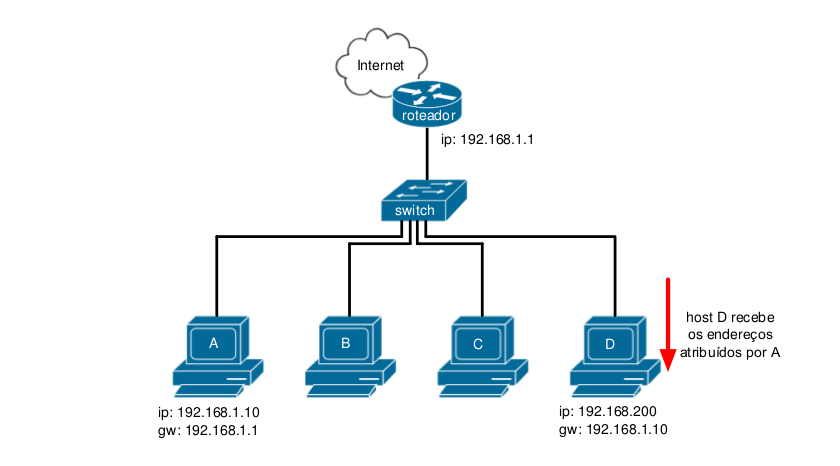 Internet
roteador
ip: 192.168.1.1
switch
A
B
C
D
host D recebe
os endereços
atribuídos por A
ip: 192.168.1.10
gw: 192.168.1.1
ip: 192.168.200
gw: 192.168.1.10